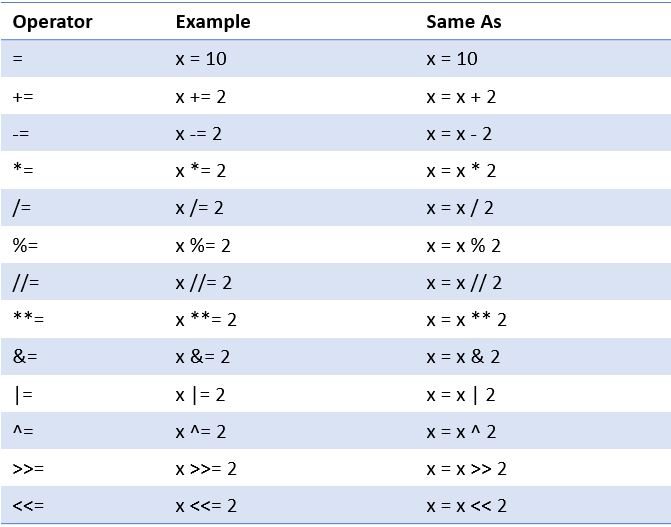 Operator Example Same As
= x = 10 x = 10
+= x += 2 x = x + 2
-= x -= 2 x = x - 2
*= x *= 2 x = x * 2
/= x /= 2 x = x / 2
%= x %= 2 x = x % 2
//= x //= 2 x = x // 2
**= x **= 2 x = x ** 2
&= x &= 2 x = x & 2
|= x |= 2 x = x | 2
^= x ^= 2 x = x ^ 2
>>= x >>= 2 x = x >> 2
<<= x <<= 2 x = x << 2